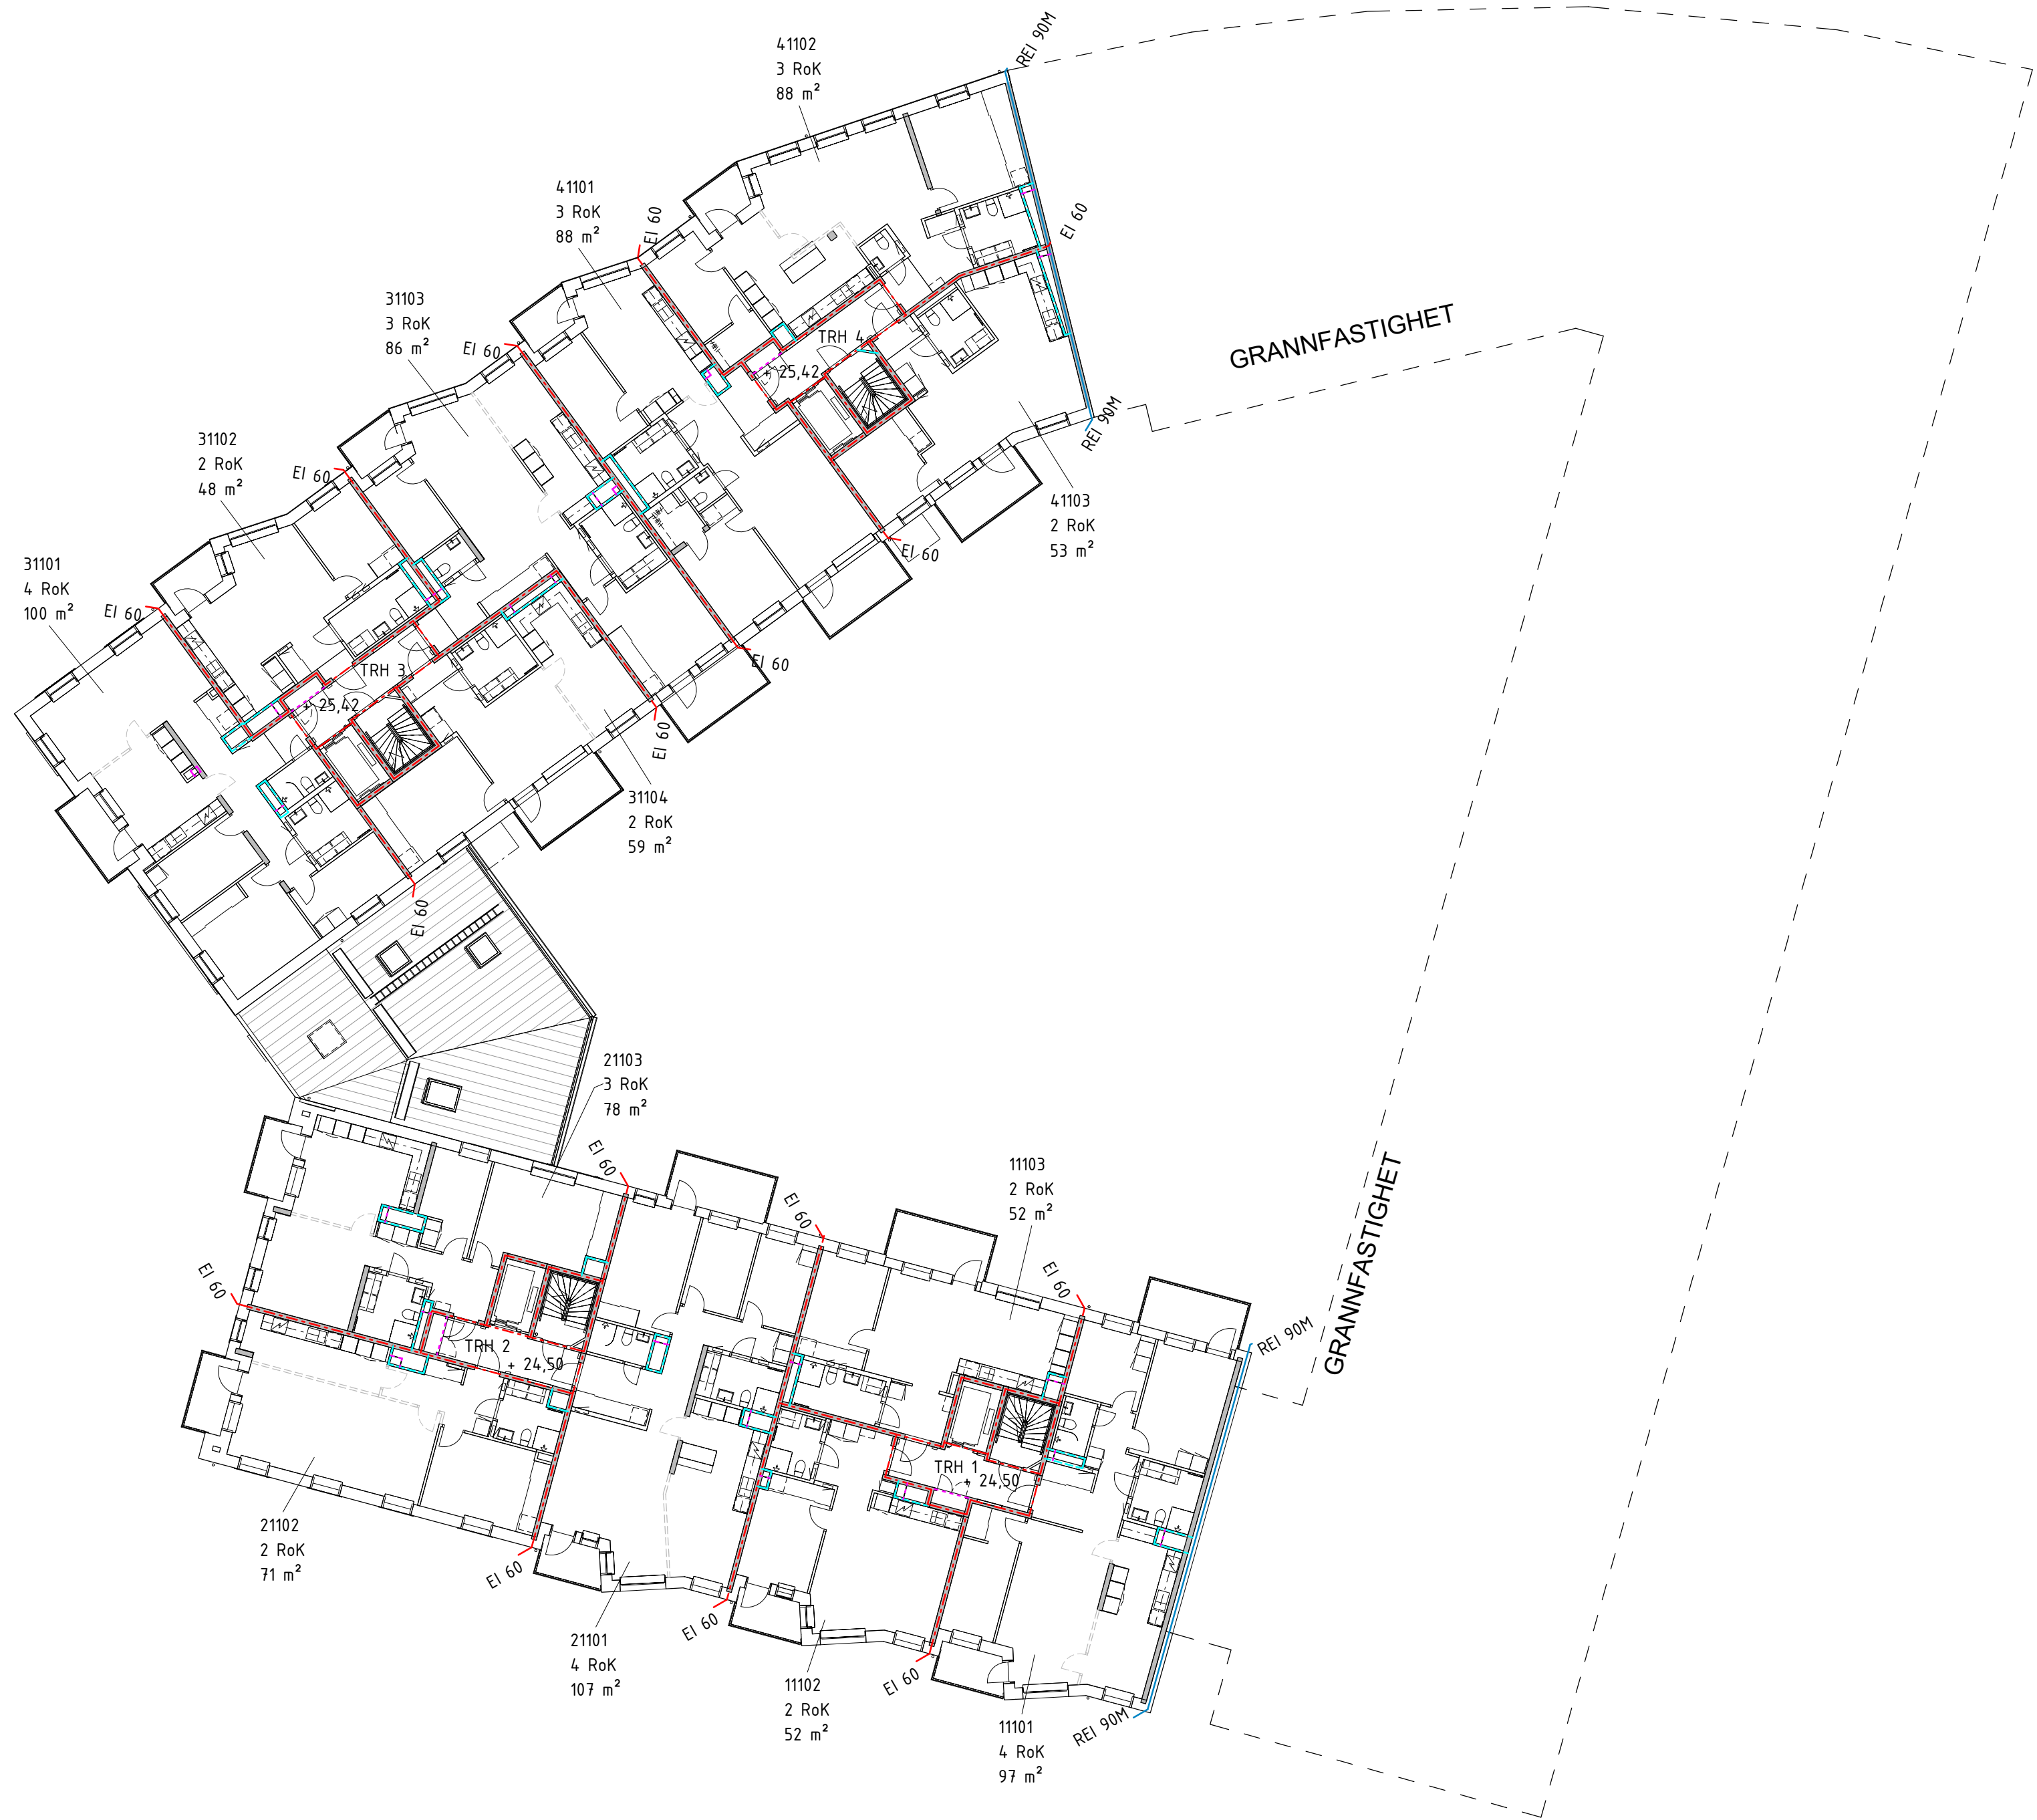 REI 90M
41102
3 RoK
88 m²
41101
3 RoK
88 m²
EI 60
EI 60
31103
3 RoK
86 m²
GRANNFASTIGHET
TRH 4
EI 60
+ 25,42
REI 90M
31102
2 RoK
48 m²
EI 60
41103
2 RoK
53 m²
EI 60
31101
4 RoK
100 m²
EI 60
TRH 3
EI 60
+ 25,42
EI 60
31104
2 RoK
59 m²
EI 60
21103
3 RoK
78 m²
EI 60
11103
2 RoK
52 m²
GRANNFASTIGHET
EI 60
EI 60
EI 60
REI 90M
TRH 2
+ 24,50
TRH 1
+ 24,50
21102
2 RoK
71 m²
EI 60
EI 60
21101
4 RoK
107 m²
EI 60
11102
2 RoK
52 m²
REI 90M
11101
4 RoK
97 m²